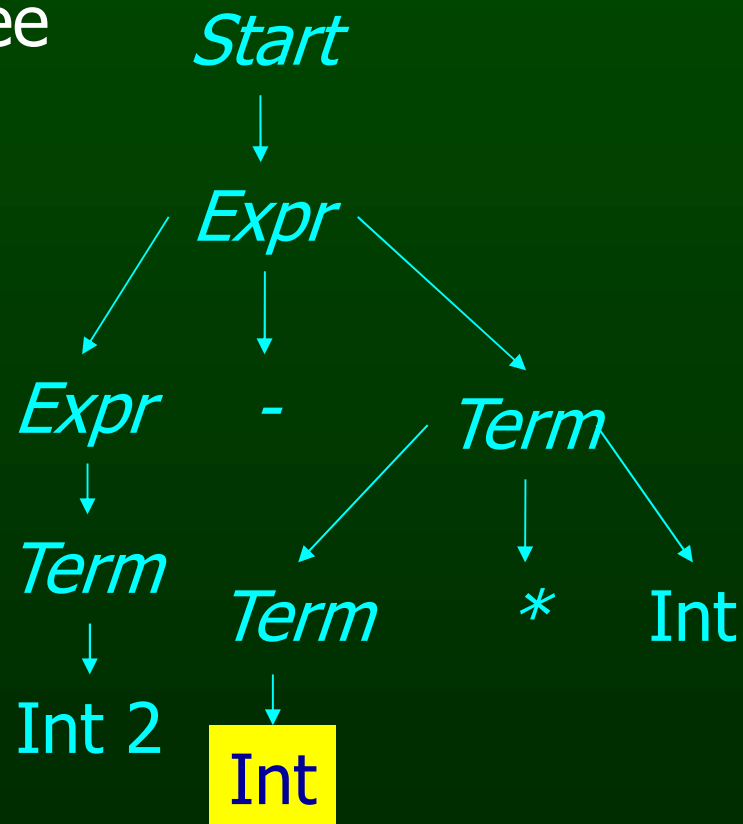 ee
Start
Expr
Expr - Term
Term
Term * Int
Int 2
Int